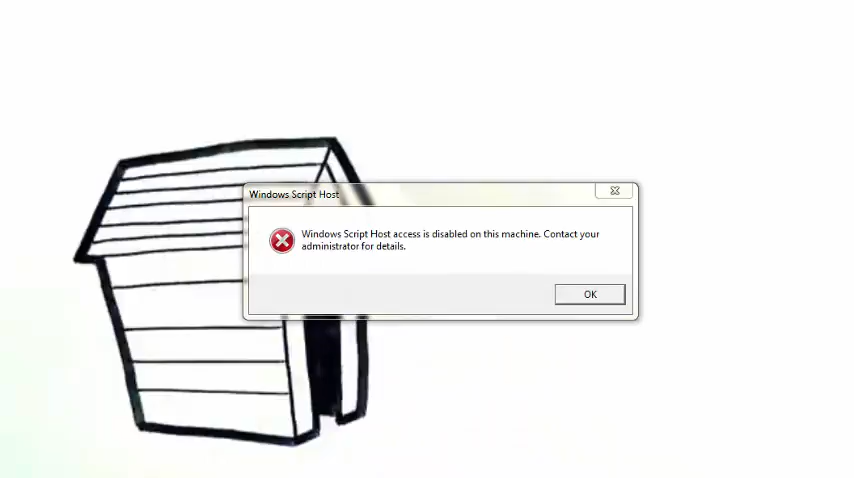 Windows Script Host
Windows Script Host access is disabled on this machine. Contact your
administrator for details.
OK